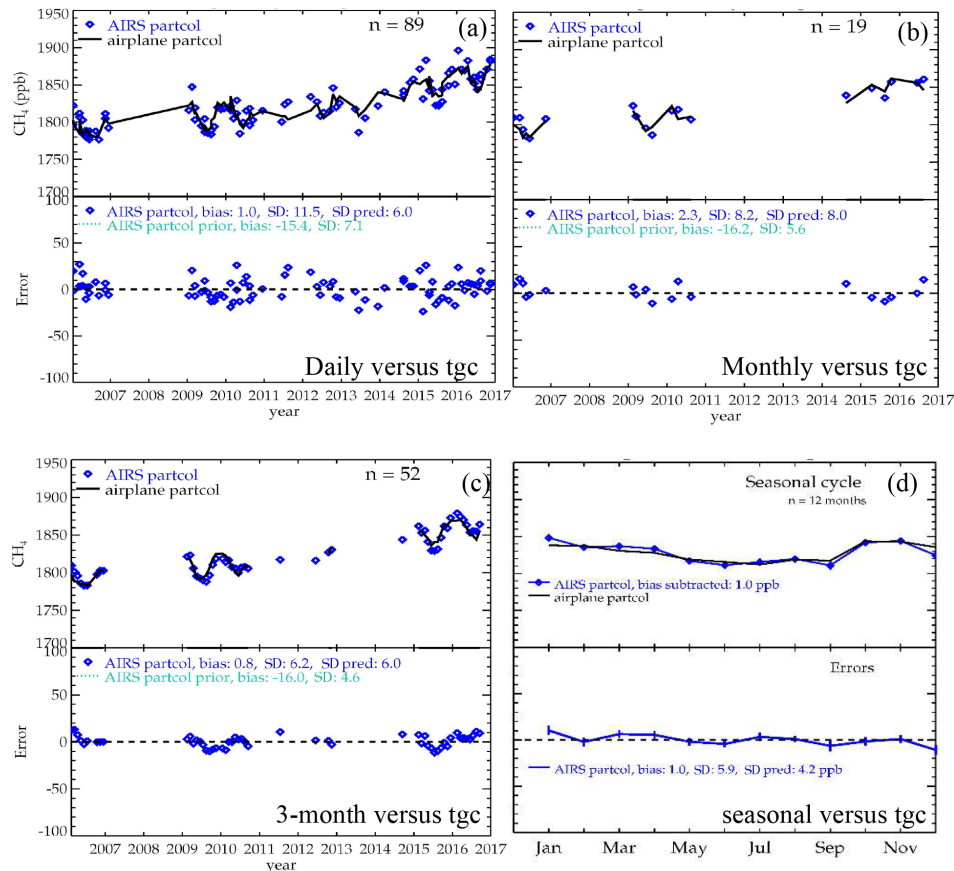 AIRS partcol
airplane partcol
n = 89
(a)
CH4 (ppb)
1950
1900
1850
1800
1750
1700
AIRS partcol, bias: 1.0, SD: 11.5, SD pred: 6.0
AIRS partcol prior, bias: -15.4, SD: 7.1
Error
100
50
0
-50
-100
Daily versus tgc
2007 2008 2009 2010 2011 2012 2013 2014 2015 2016 2017
year
AIRS partcol
airplane partcol
n = 19
(b)
AIRS partcol, bias: 2.3, SD: 8.2, SD pred: 8.0
AIRS partcol prior, bias: -16.2, SD: 5.6
Monthly versus tgc
2007 2008 2009 2010 2011 2012 2013 2014 2015 2016 2017
year
AIRS partcol
airplane partcol
n = 52
(c)
CH4
1950
1900
1850
1800
1750
1700
AIRS partcol, bias: 0.8, SD: 6.2, SD pred: 6.0
AIRS partcol prior, bias: -16.0, SD: 4.6
Error
100
50
0
-50
-100
3-month versus tgc
2007 2008 2009 2010 2011 2012 2013 2014 2015 2016 2017
year
Seasonal cycle
n = 12 months
(d)
AIRS partcol, bias subtracted: 1.0 ppb
airplane partcol
Errors
AIRS partcol, bias: 1.0, SD: 5.9, SD pred: 4.2 ppb
seasonal versus tgc
Jan Mar May Jul Sep Nov